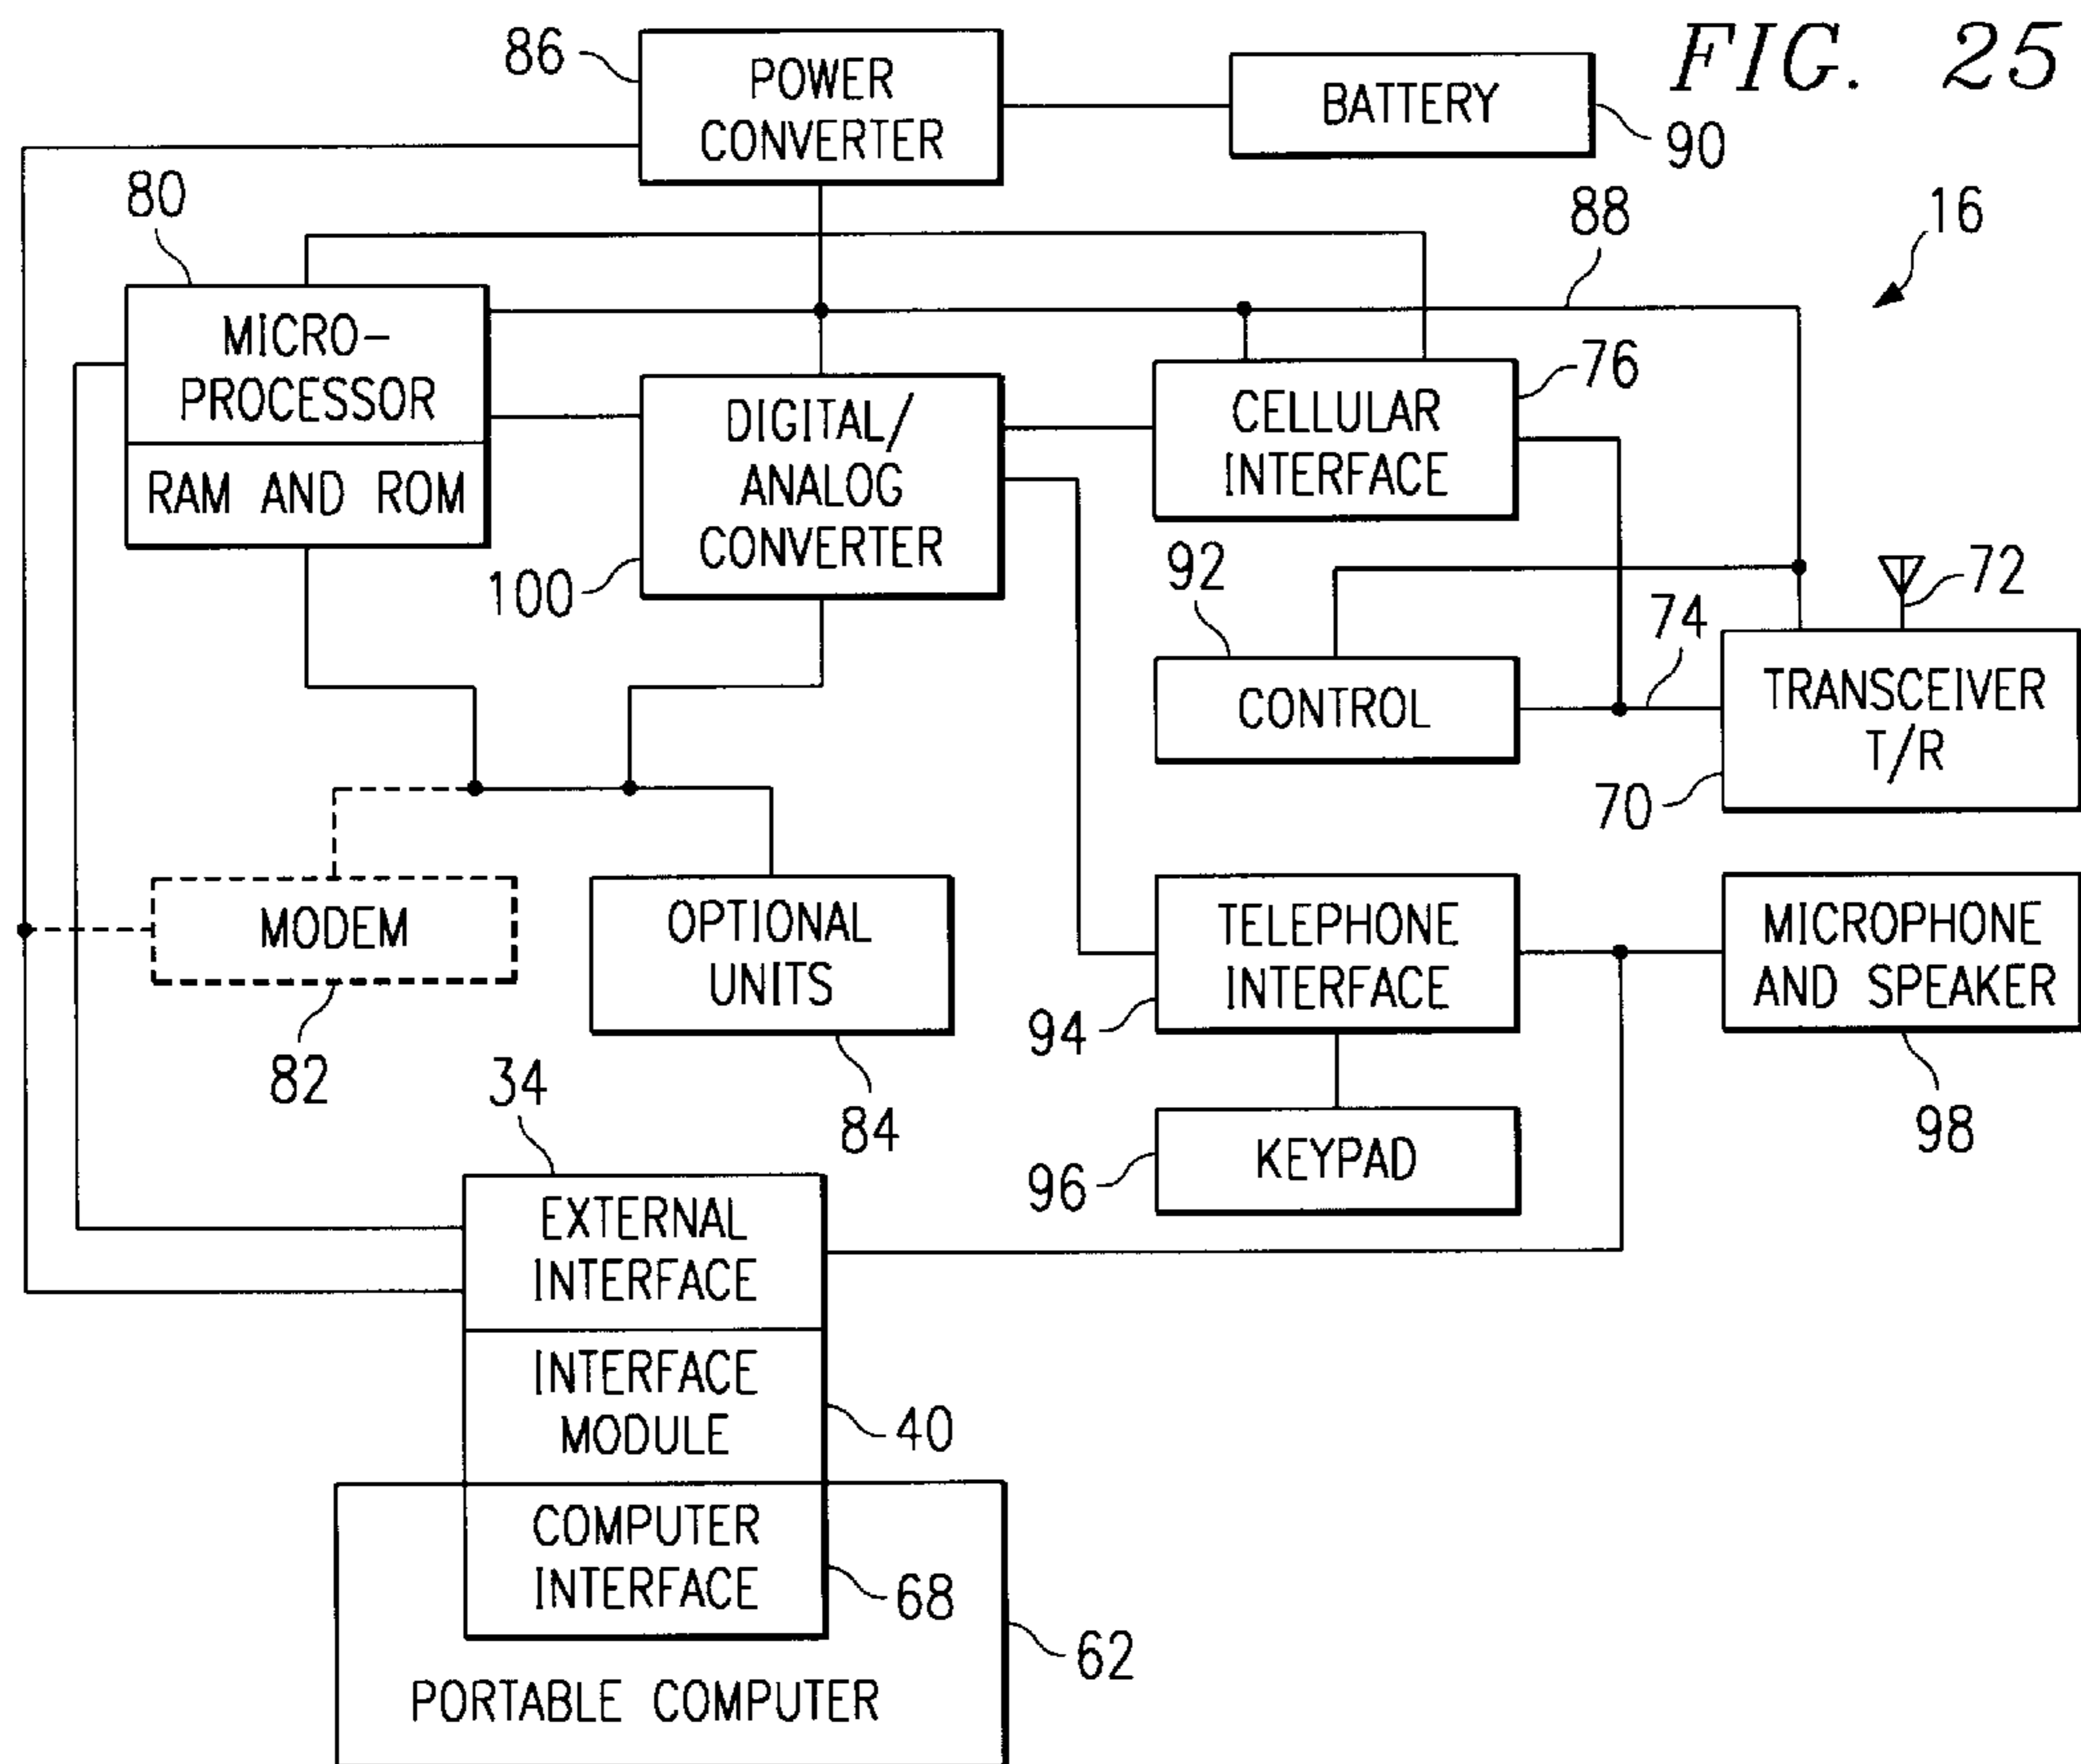 FIG. 25
86
POWER
CONVERTER
BATTERY
90
80
88
16
MICRO-
PROCESSOR
RAM AND ROM
DIGITAL/
ANALOG
CONVERTER
100
CELLULAR
INTERFACE
76
92
CONTROL
74
72
TRANSCEIVER
T/R
70
MODEM
82
OPTIONAL
UNITS
84
TELEPHONE
INTERFACE
94
MICROPHONE
AND SPEAKER
98
KEYPAD
96
34
EXTERNAL
INTERFACE
INTERFACE
MODULE
40
COMPUTER
INTERFACE
68
62
PORTABLE COMPUTER